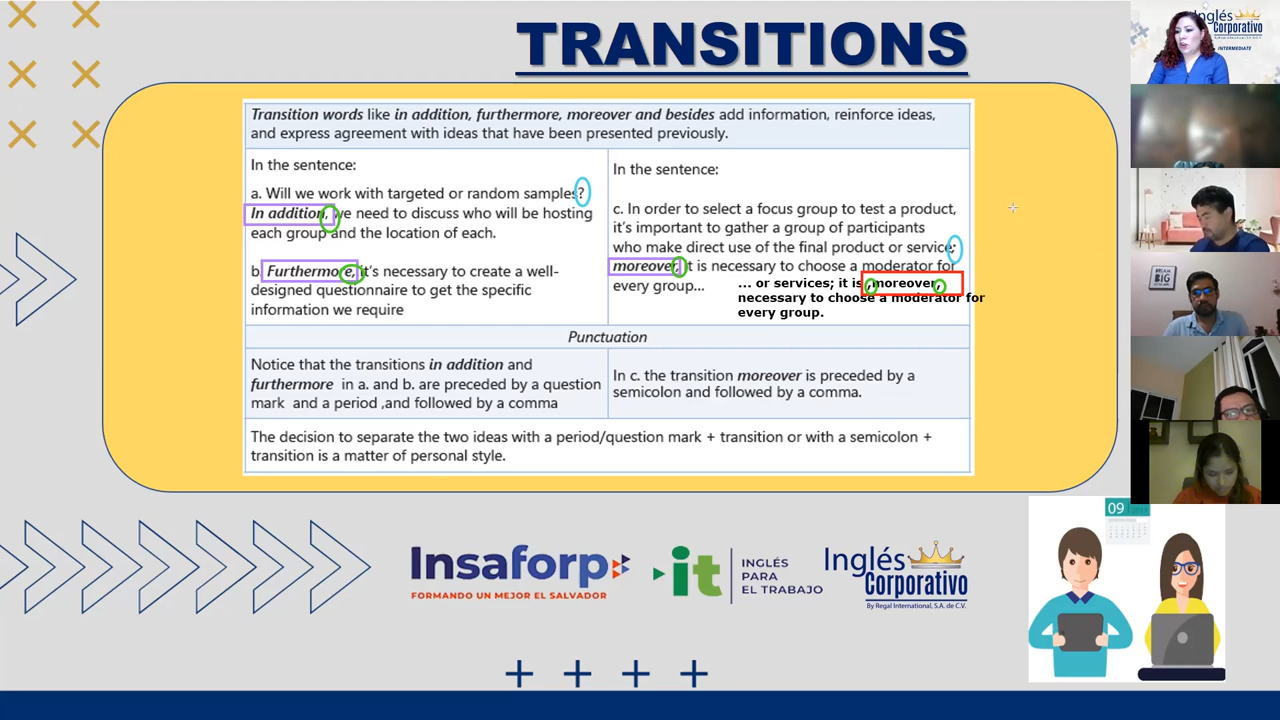 TRANSITIONS
Transition words like in addition, furthermore, moreover and besides add information, reinforce ideas,
and express agreement with ideas that have been presented previously.
In the sentence:
a. Will we work with targeted or random samples?
In addition, we need to discuss who will be hosting
each group and the location of each.
b. Furthermore, it's necessary to create a well-
designed questionnaire to get the specific
information we require
In the sentence:
c. In order to select a focus group to test a product,
it's important to gather a group of participants
who make direct use of the final product or service;
moreover, it is necessary to choose a moderator for
every group...
... or services; it is ,moreover,
necessary to choose a moderator for
every group.
Punctuation
Notice that the transitions in addition and
furthermore in a. and b. are preceded by a question
mark and a period ,and followed by a comma
In c. the transition moreover is preceded by a
semicolon and followed by a comma.
The decision to separate the two ideas with a period/question mark + transition or with a semicolon +
transition is a matter of personal style.
Insaforp
FORMANDO UN MEJOR EL SALVADOR
it
INGLÉS
PARA
EL TRABAJO
Inglés
Corporativo
By Regal International, S.A. de C.V.
09
Inglés
Corporativo
INTERMEDIATE
DREAM
BIG